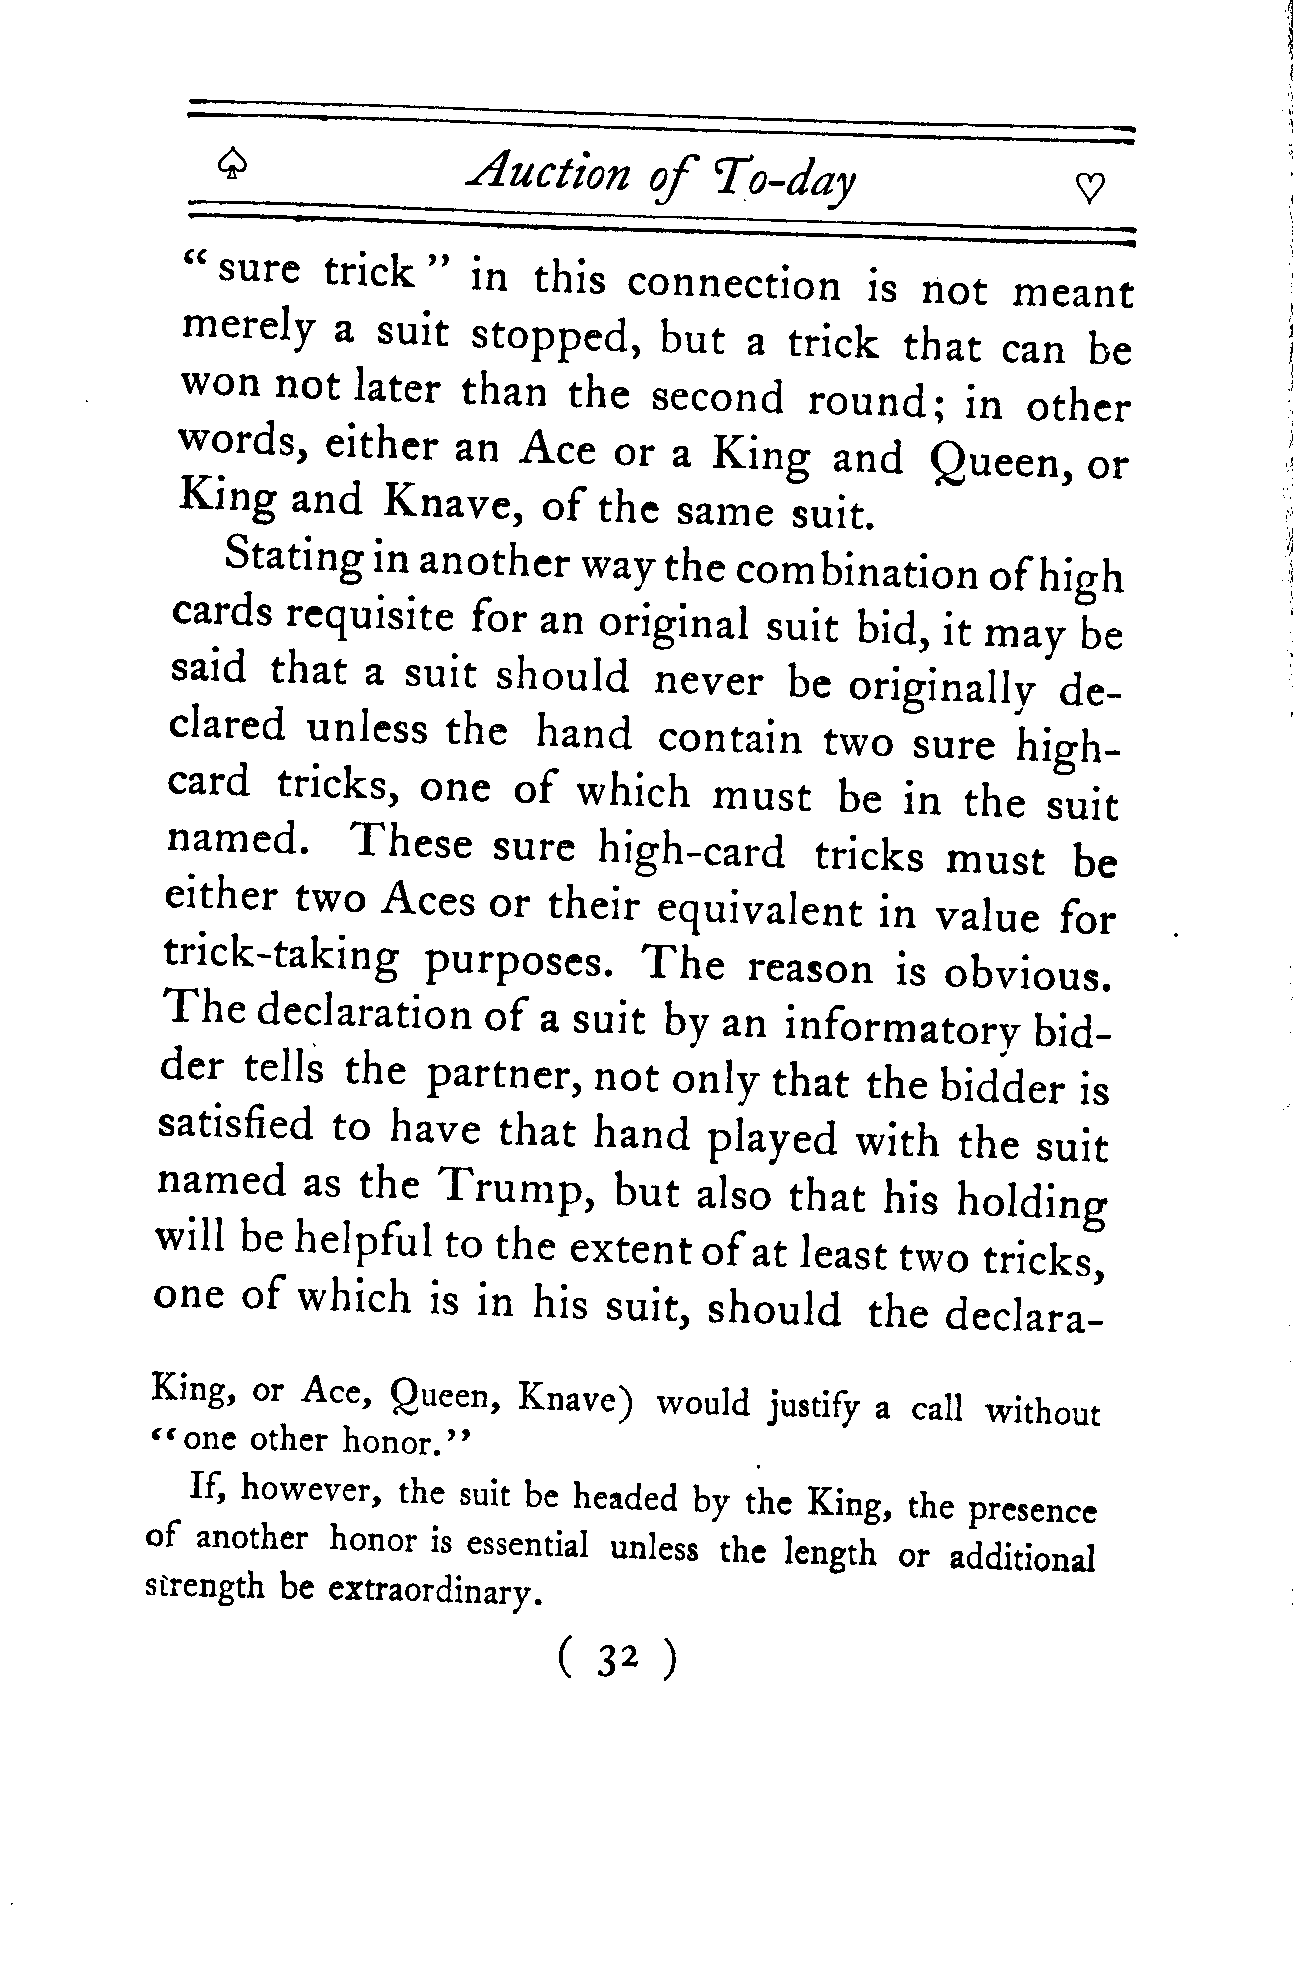 ♤ Auction of To-day ♡
“ sure trick ” in this connection is not meant
merely a suit stopped, but a trick that can be
won not later than the second round; in other
words, either an Ace or a King and Queen, or
King and Knave, of the same suit.
Stating in another way the combination of high
cards requisite for an original suit bid, it may be
said that a suit should never be originally de-
clared unless the hand contain two sure high-
card tricks, one of which must be in the suit
named. These sure high-card tricks must be
either two Aces or their equivalent in value for
trick-taking purposes. The reason is obvious.
The declaration of a suit by an informatory bid-
der tells the partner, not only that the bidder is
satisfied to have that hand played with the suit
named as the Trump, but also that his holding
will be helpful to the extent of at least two tricks,
one of which is in his suit, should the declara-
King, or Ace, Queen, Knave) would justify a call without
“one other honor.”
If, however, the suit be headed by the King, the presence
of another honor is essential unless the length or additional
strength be extraordinary.
( 32 )